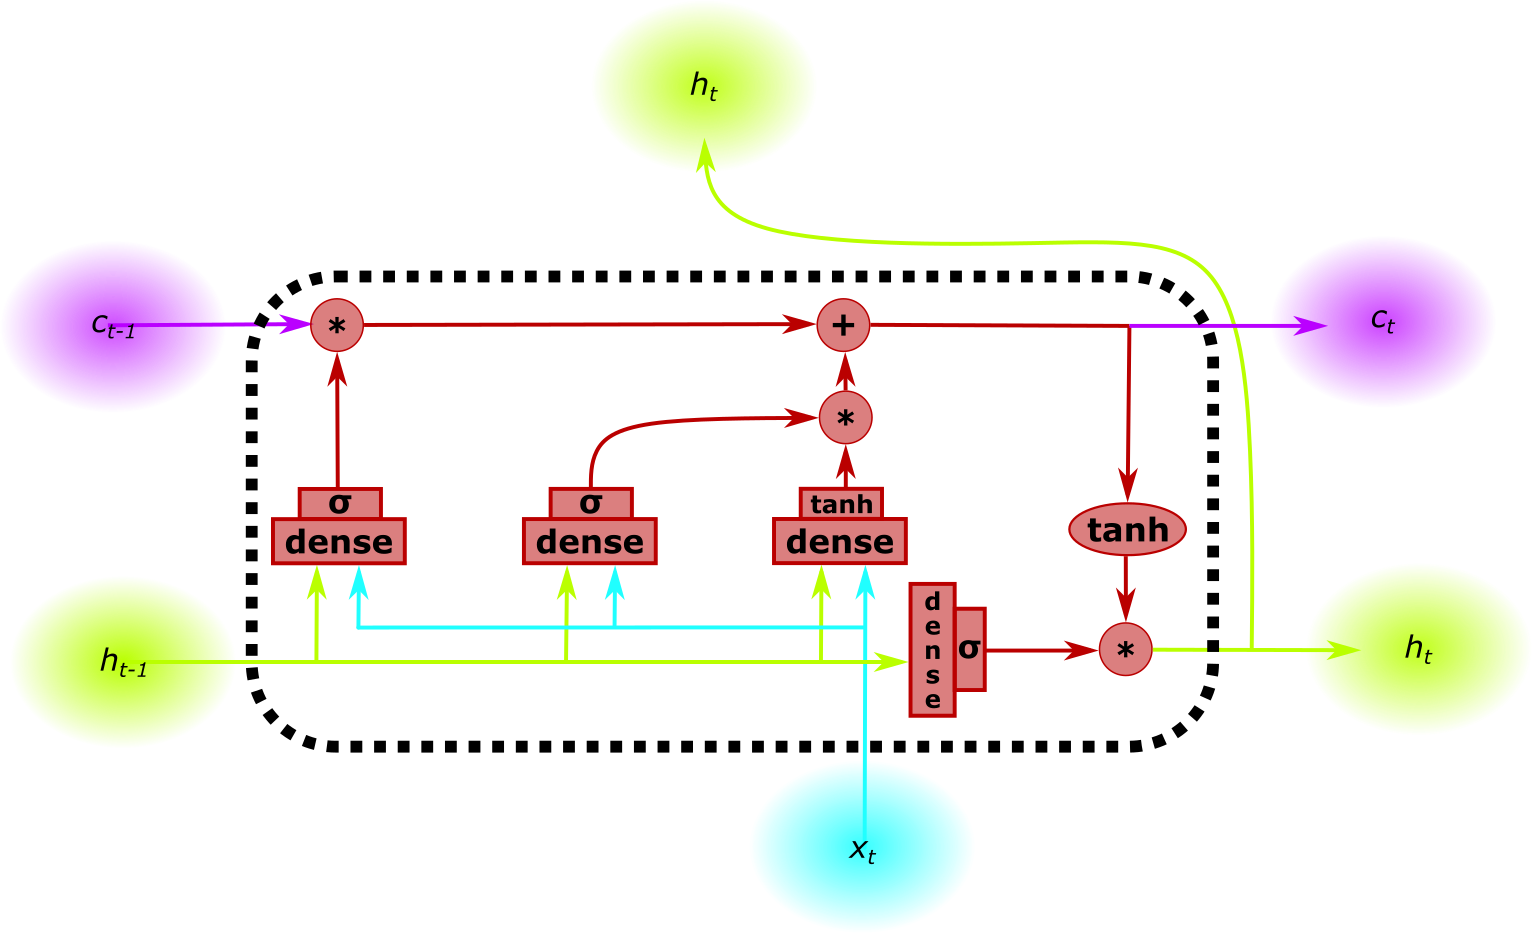 h_t
c_{t-1}
*
+
c_t
*
σ
σ
tanh
dense
dense
dense
tanh
dense
σ
*
h_{t-1}
h_t
x_t